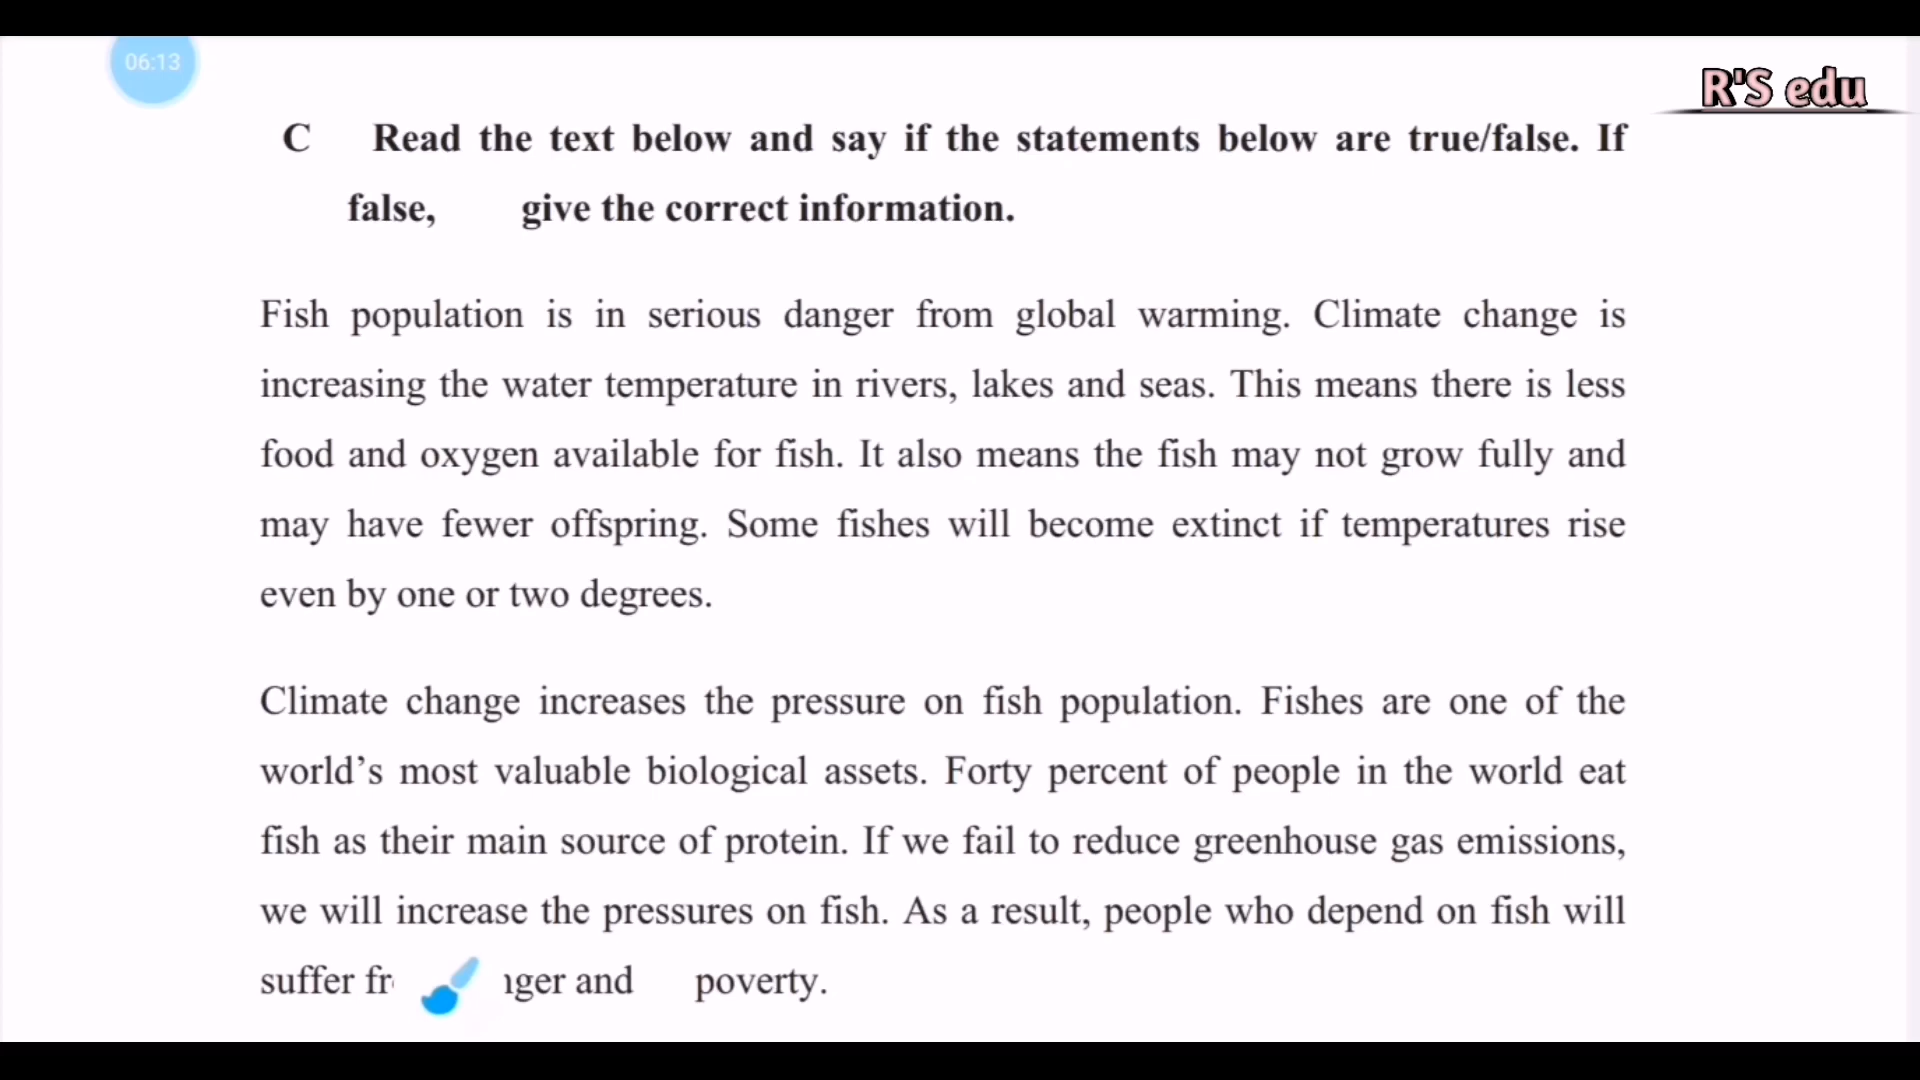 06:13
R'S edu
C Read the text below and say if the statements below are true/false. If
false, give the correct information.
Fish population is in serious danger from global warming. Climate change is
increasing the water temperature in rivers, lakes and seas. This means there is less
food and oxygen available for fish. It also means the fish may not grow fully and
may have fewer offspring. Some fishes will become extinct if temperatures rise
even by one or two degrees.
Climate change increases the pressure on fish population. Fishes are one of the
world’s most valuable biological assets. Forty percent of people in the world eat
fish as their main source of protein. If we fail to reduce greenhouse gas emissions,
we will increase the pressures on fish. As a result, people who depend on fish will
suffer and poverty.